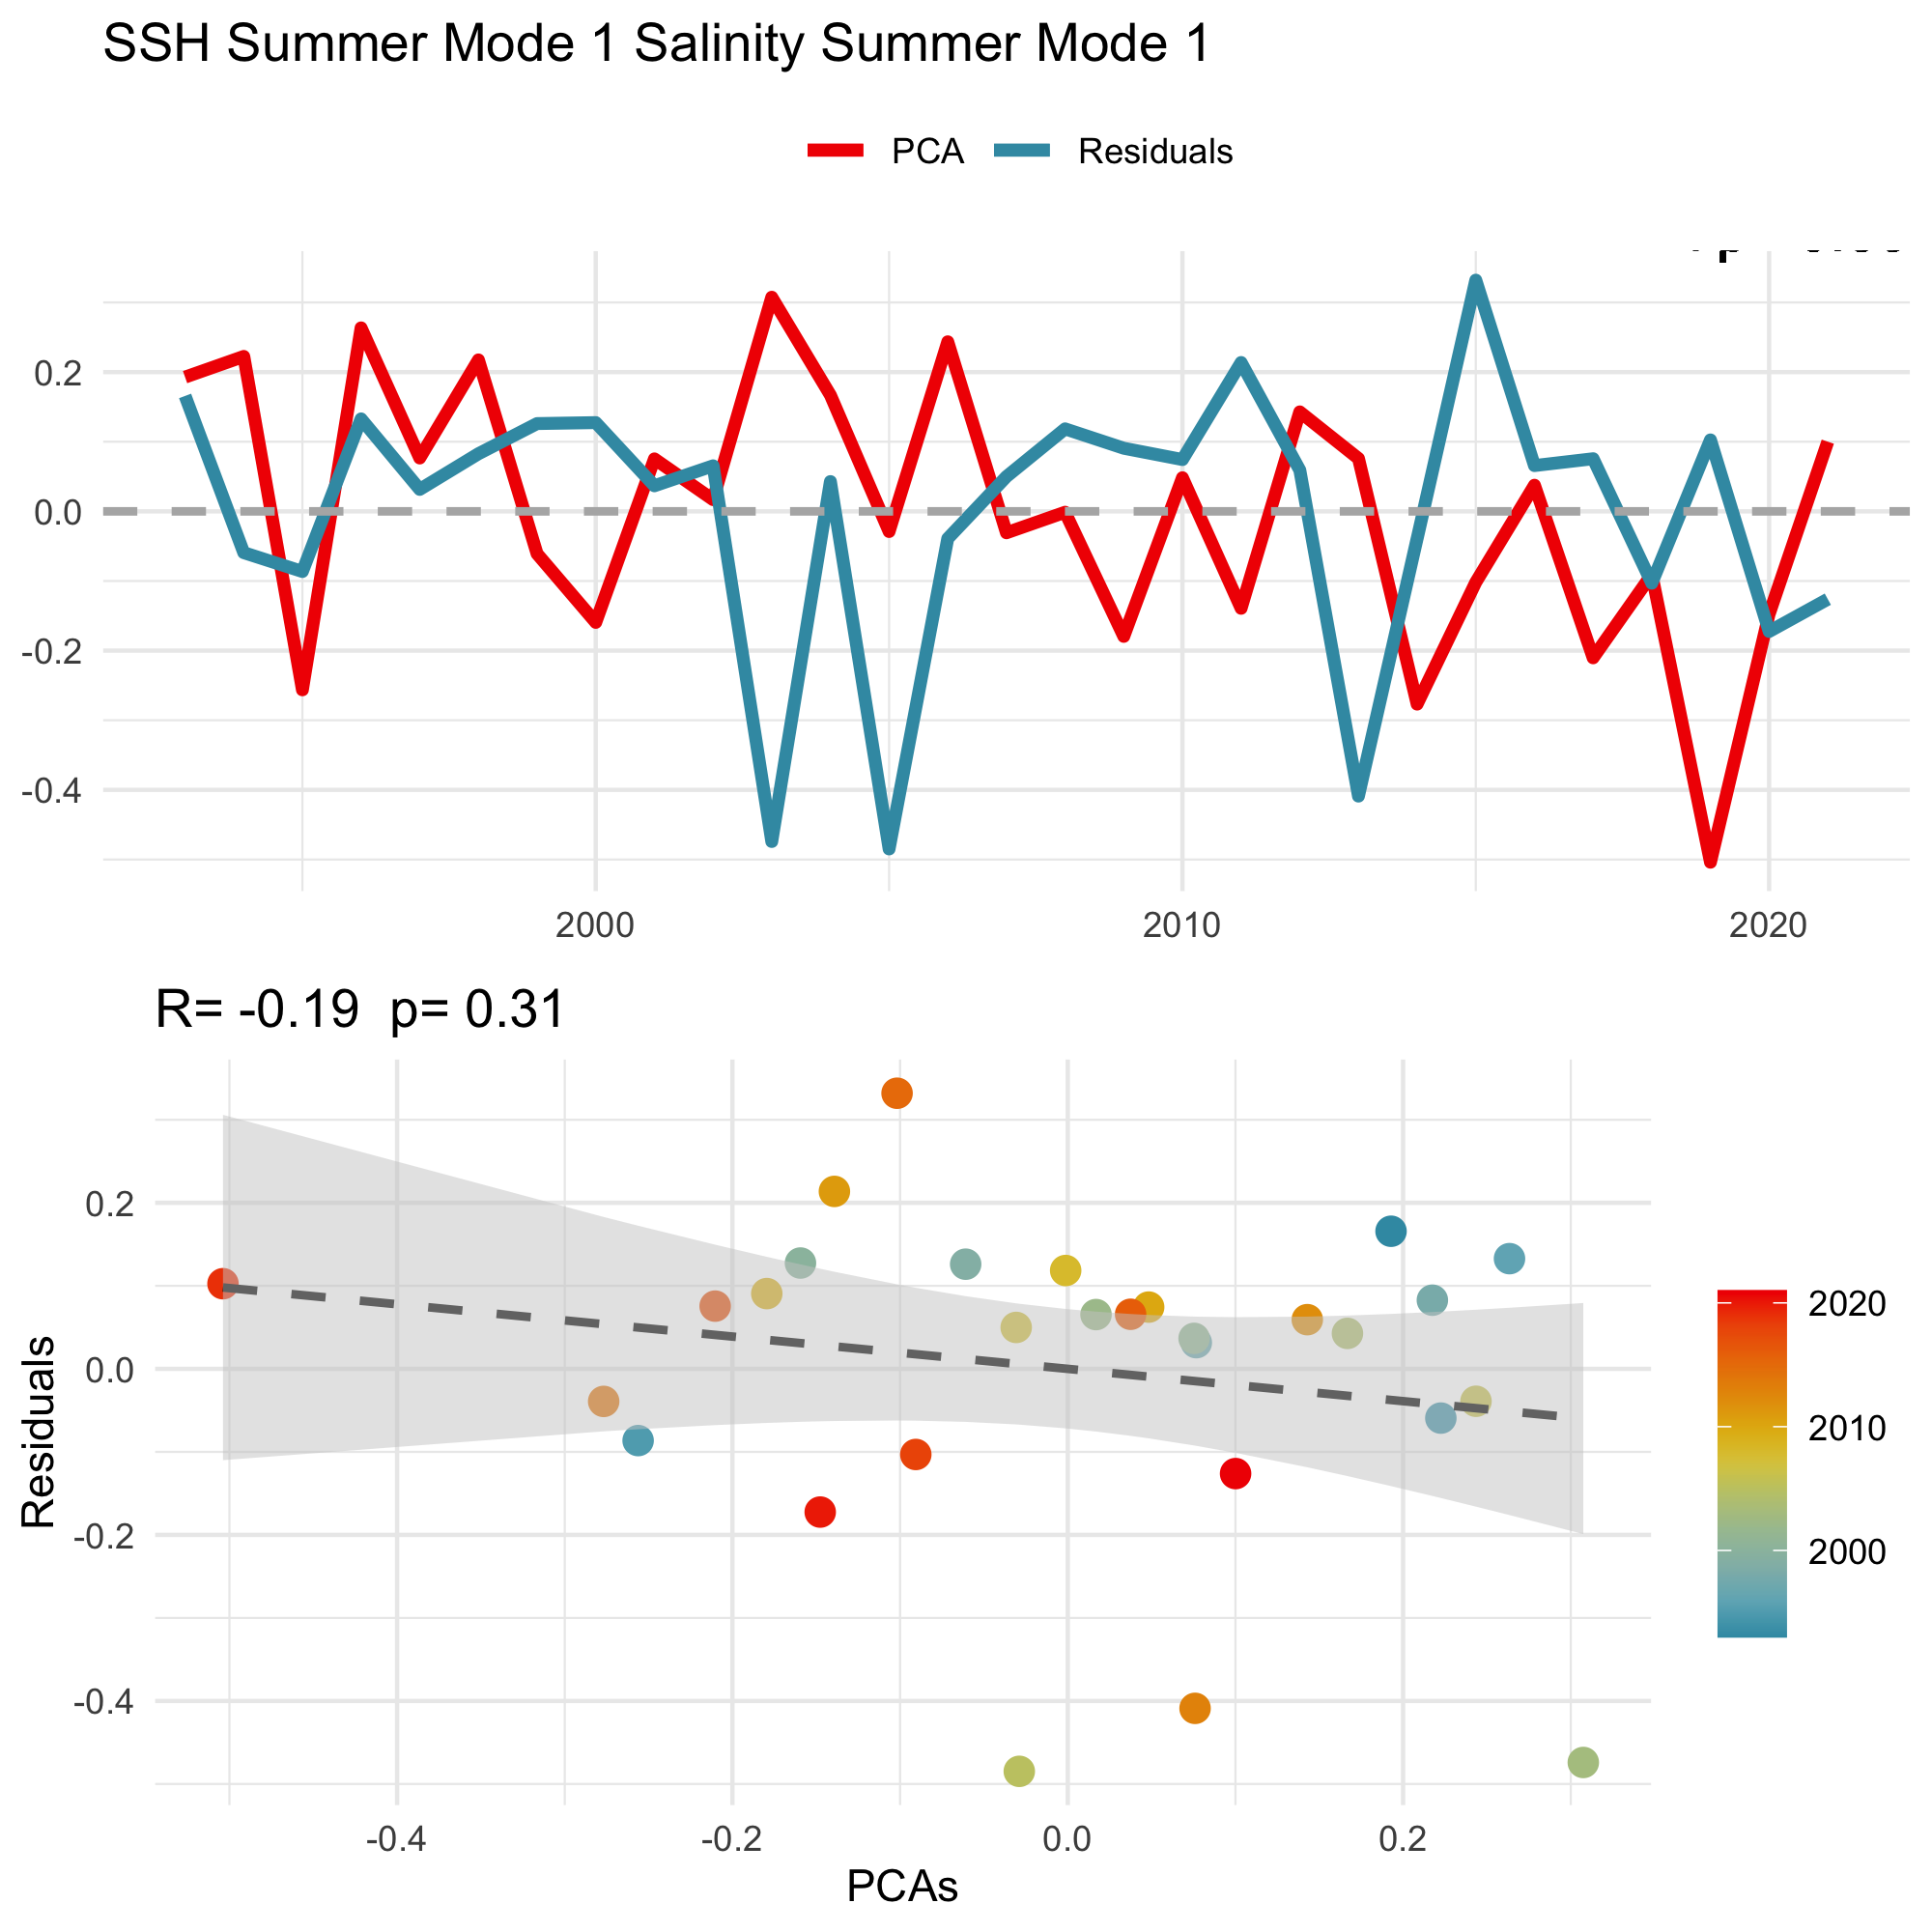 SSH Summer Mode 1 Salinity Summer Mode 1
PCA Residuals
0.2
0.0
-0.2
-0.4
2000 2010 2020
R= -0.19 p= 0.31
Residuals
0.2
0.0
-0.2
-0.4
-0.4 -0.2 0.0 0.2
PCAs
2020
2010
2000